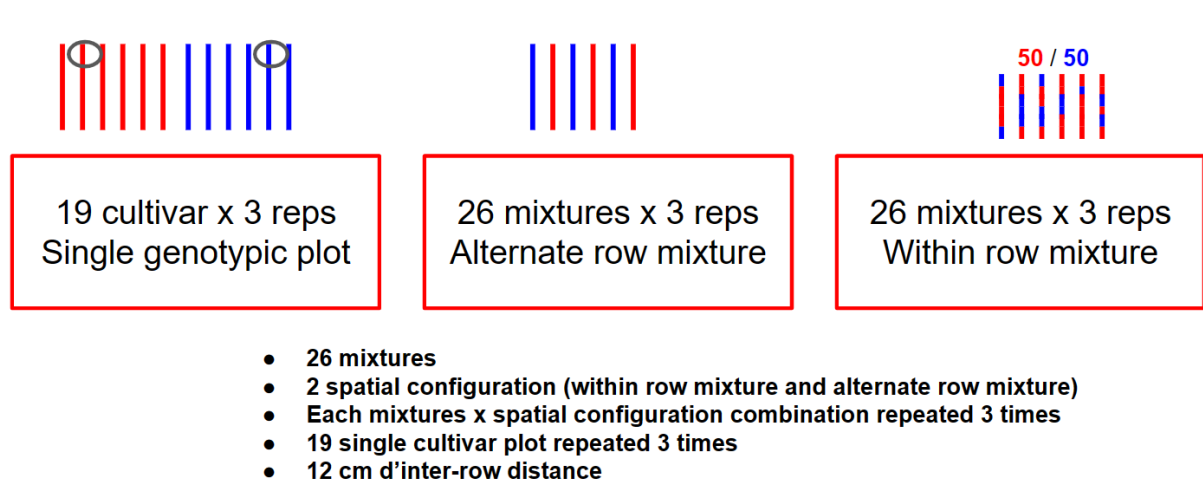 50 / 50
19 cultivar x 3 reps
Single genotypic plot
26 mixtures x 3 reps
Alternate row mixture
26 mixtures x 3 reps
Within row mixture
● 26 mixtures
● 2 spatial configuration (within row mixture and alternate row mixture)
● Each mixtures x spatial configuration combination repeated 3 times
● 19 single cultivar plot repeated 3 times
● 12 cm d’inter-row distance